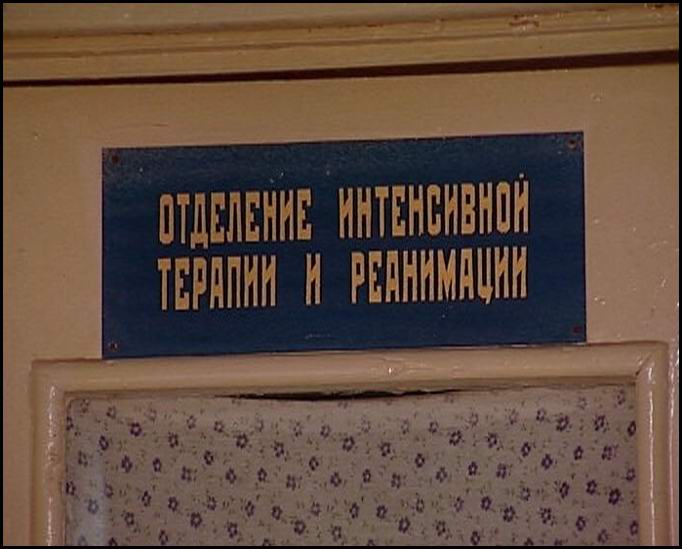 ОТДЕЛЕНИЕ ИНТЕНСИВНОЙ
ТЕРАПИИ И РЕАНИМАЦИИ